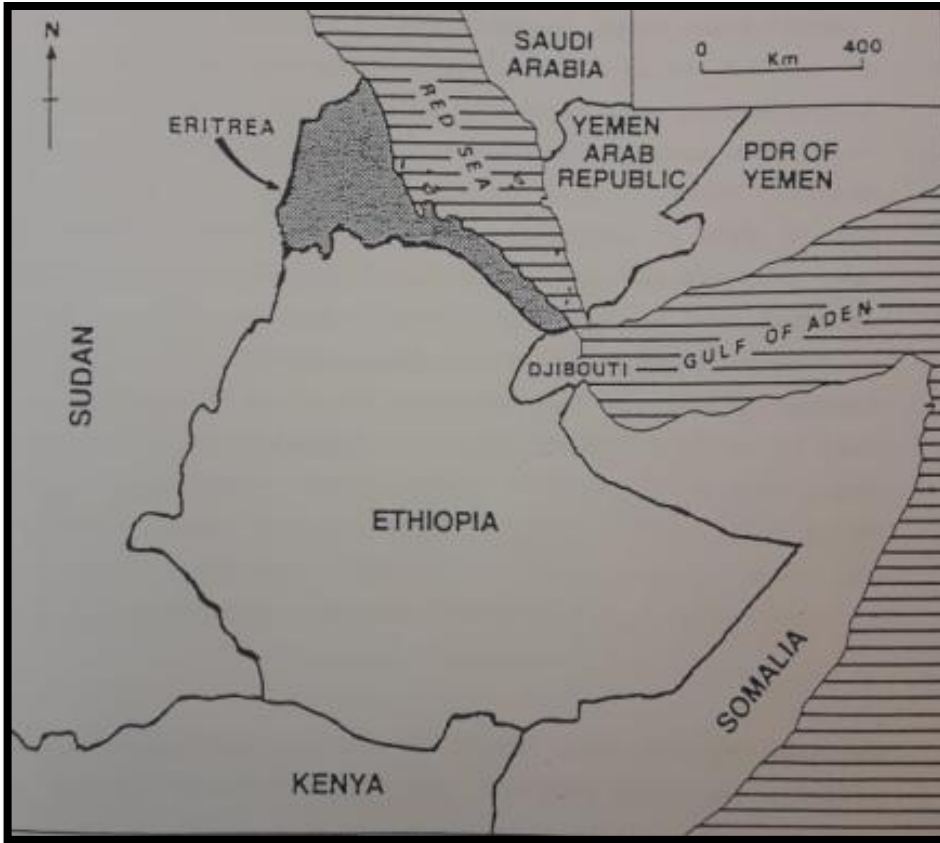 N
SAUDI
ARABIA
0 400
Km
RED SEA
ERITREA
YEMEN
ARAB
REPUBLIC
PDR OF
YEMEN
GULF OF ADEN
DJIBOUTI
SUDAN
ETHIOPIA
SOMALIA
KENYA